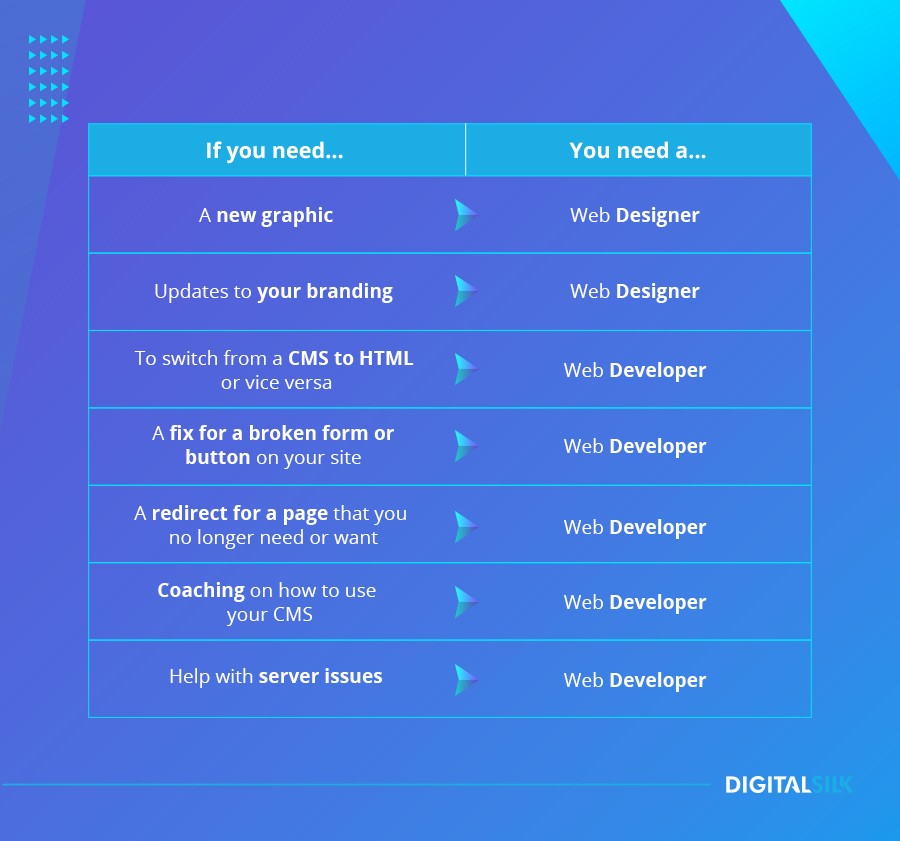 If you need...
You need a...
A new graphic
Web Designer
Updates to your branding
Web Designer
To switch from a CMS to HTML
or vice versa
Web Developer
A fix for a broken form or
button on your site
Web Developer
A redirect for a page that you
no longer need or want
Web Developer
Coaching on how to use
your CMS
Web Developer
Help with server issues
Web Developer
DIGITALSILK